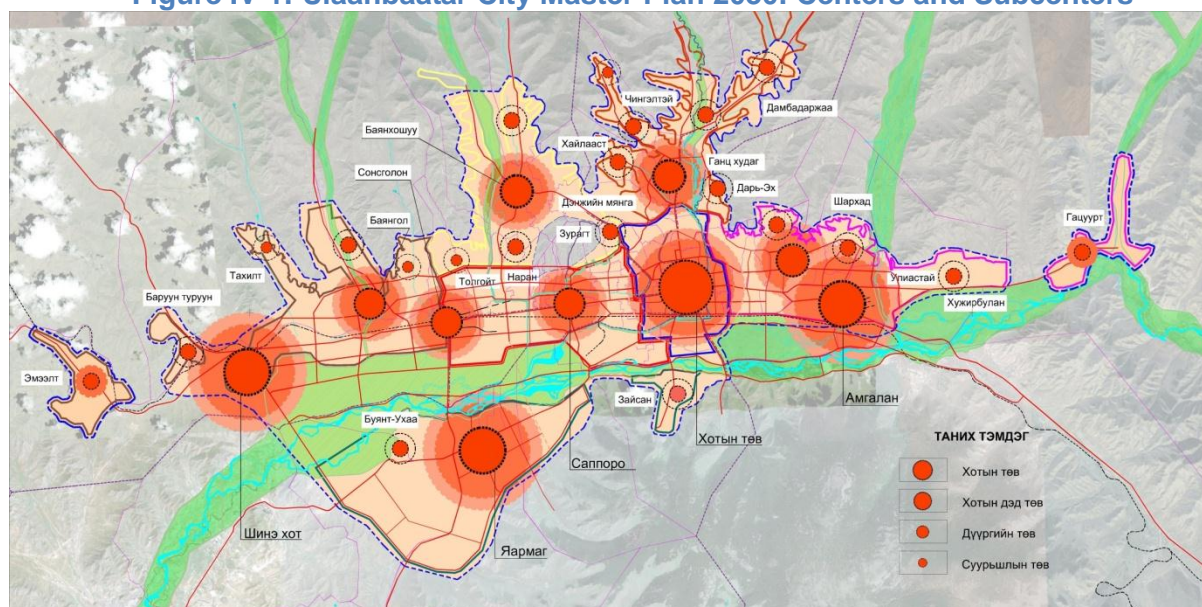 Figure IV-1. Ulaanbaatar City Master Plan 2030: Centers and Subcenters
Чингэлтэй
Дамбадаржаа
Баянхошуу
Хайлааст
Ганц худаг
Сонсголон
Дэнжийн мянга
Дарь-Эх
Шархад
Гацуурт
Баянгол
Зурагт
Тахилт
Толгойт
Наран
Улиастай
Баруун туруун
Хужирбулан
Эмээлт
Зайсан
Амгалан
Буянт-Ухаа
Хотын төв
Саппоро
Шинэ хот
Яармаг
ТАНИХ ТЭМДЭГ
Хотын төв
Хотын дэд төв
Дүүргийн төв
Суурьшлын төв